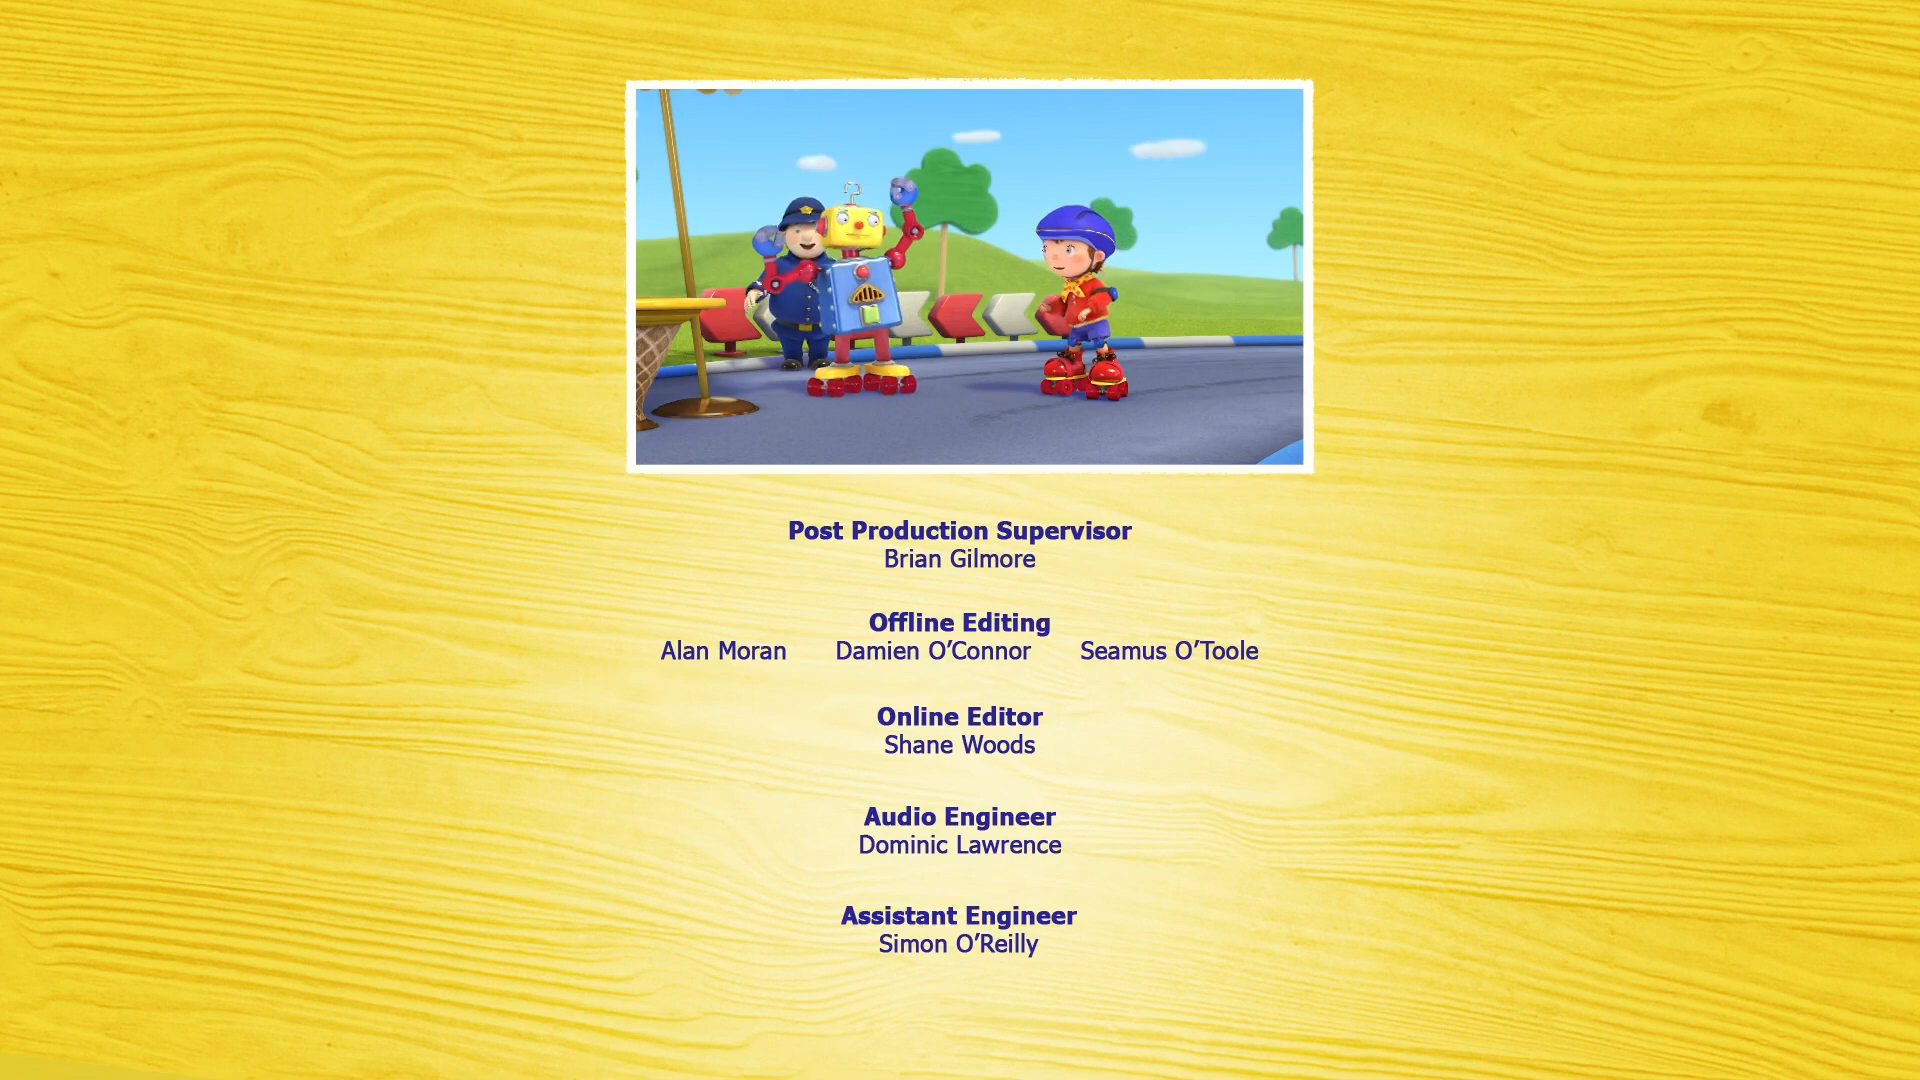 Post Production Supervisor
Brian Gilmore
Offline Editing
Alan Moran Damien O’Connor Seamus O’Toole
Online Editor
Shane Woods
Audio Engineer
Dominic Lawrence
Assistant Engineer
Simon O’Reilly